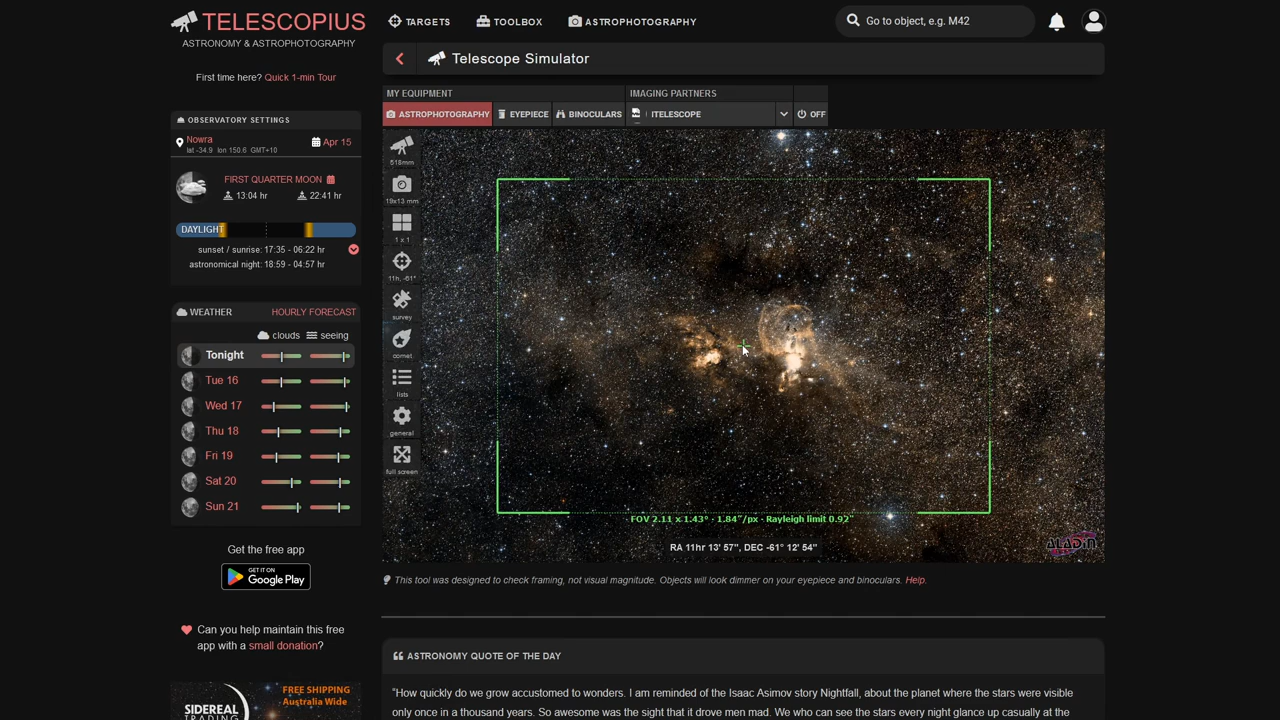 TELESCOPIUS
ASTRONOMY & ASTROPHOTOGRAPHY
TARGETS
TOOLBOX
ASTROPHOTOGRAPHY
Go to object, e.g. M42
First time here? Quick 1-min Tour
OBSERVATORY SETTINGS
Nowra
lat -34.9 lon 150.6 GMT+10
Apr 15
FIRST QUARTER MOON
13:04 hr
22:41 hr
DAYLIGHT
sunset / sunrise: 17:35 - 06:22 hr
astronomical night: 18:59 - 04:57 hr
WEATHER
HOURLY FORECAST
clouds
seeing
Tonight
Tue 16
Wed 17
Thu 18
Fri 19
Sat 20
Sun 21
Get the free app
GET IT ON
Google Play
Can you help maintain this free
app with a small donation?
SIDEREAL
TRADING
FREE SHIPPING
Australia Wide
Telescope Simulator
MY EQUIPMENT
IMAGING PARTNERS
ASTROPHOTOGRAPHY
EYEPIECE
BINOCULARS
ITELESCOPE
OFF
518mm
19x13 mm
1 x 1
11h, -61°
survey
comet
lists
general
full screen
FOV 2.11 x 1.43° · 1.84"/px · Rayleigh limit 0.92"
RA 11hr 13' 57", DEC -61° 12' 54"
ALADIN
This tool was designed to check framing, not visual magnitude. Objects will look dimmer on your eyepiece and binoculars. Help.
ASTRONOMY QUOTE OF THE DAY
"How quickly do we grow accustomed to wonders. I am reminded of the Isaac Asimov story Nightfall, about the planet where the stars were visible
only once in a thousand years. So awesome was the sight that it drove men mad. We who can see the stars every night glance up casually at the